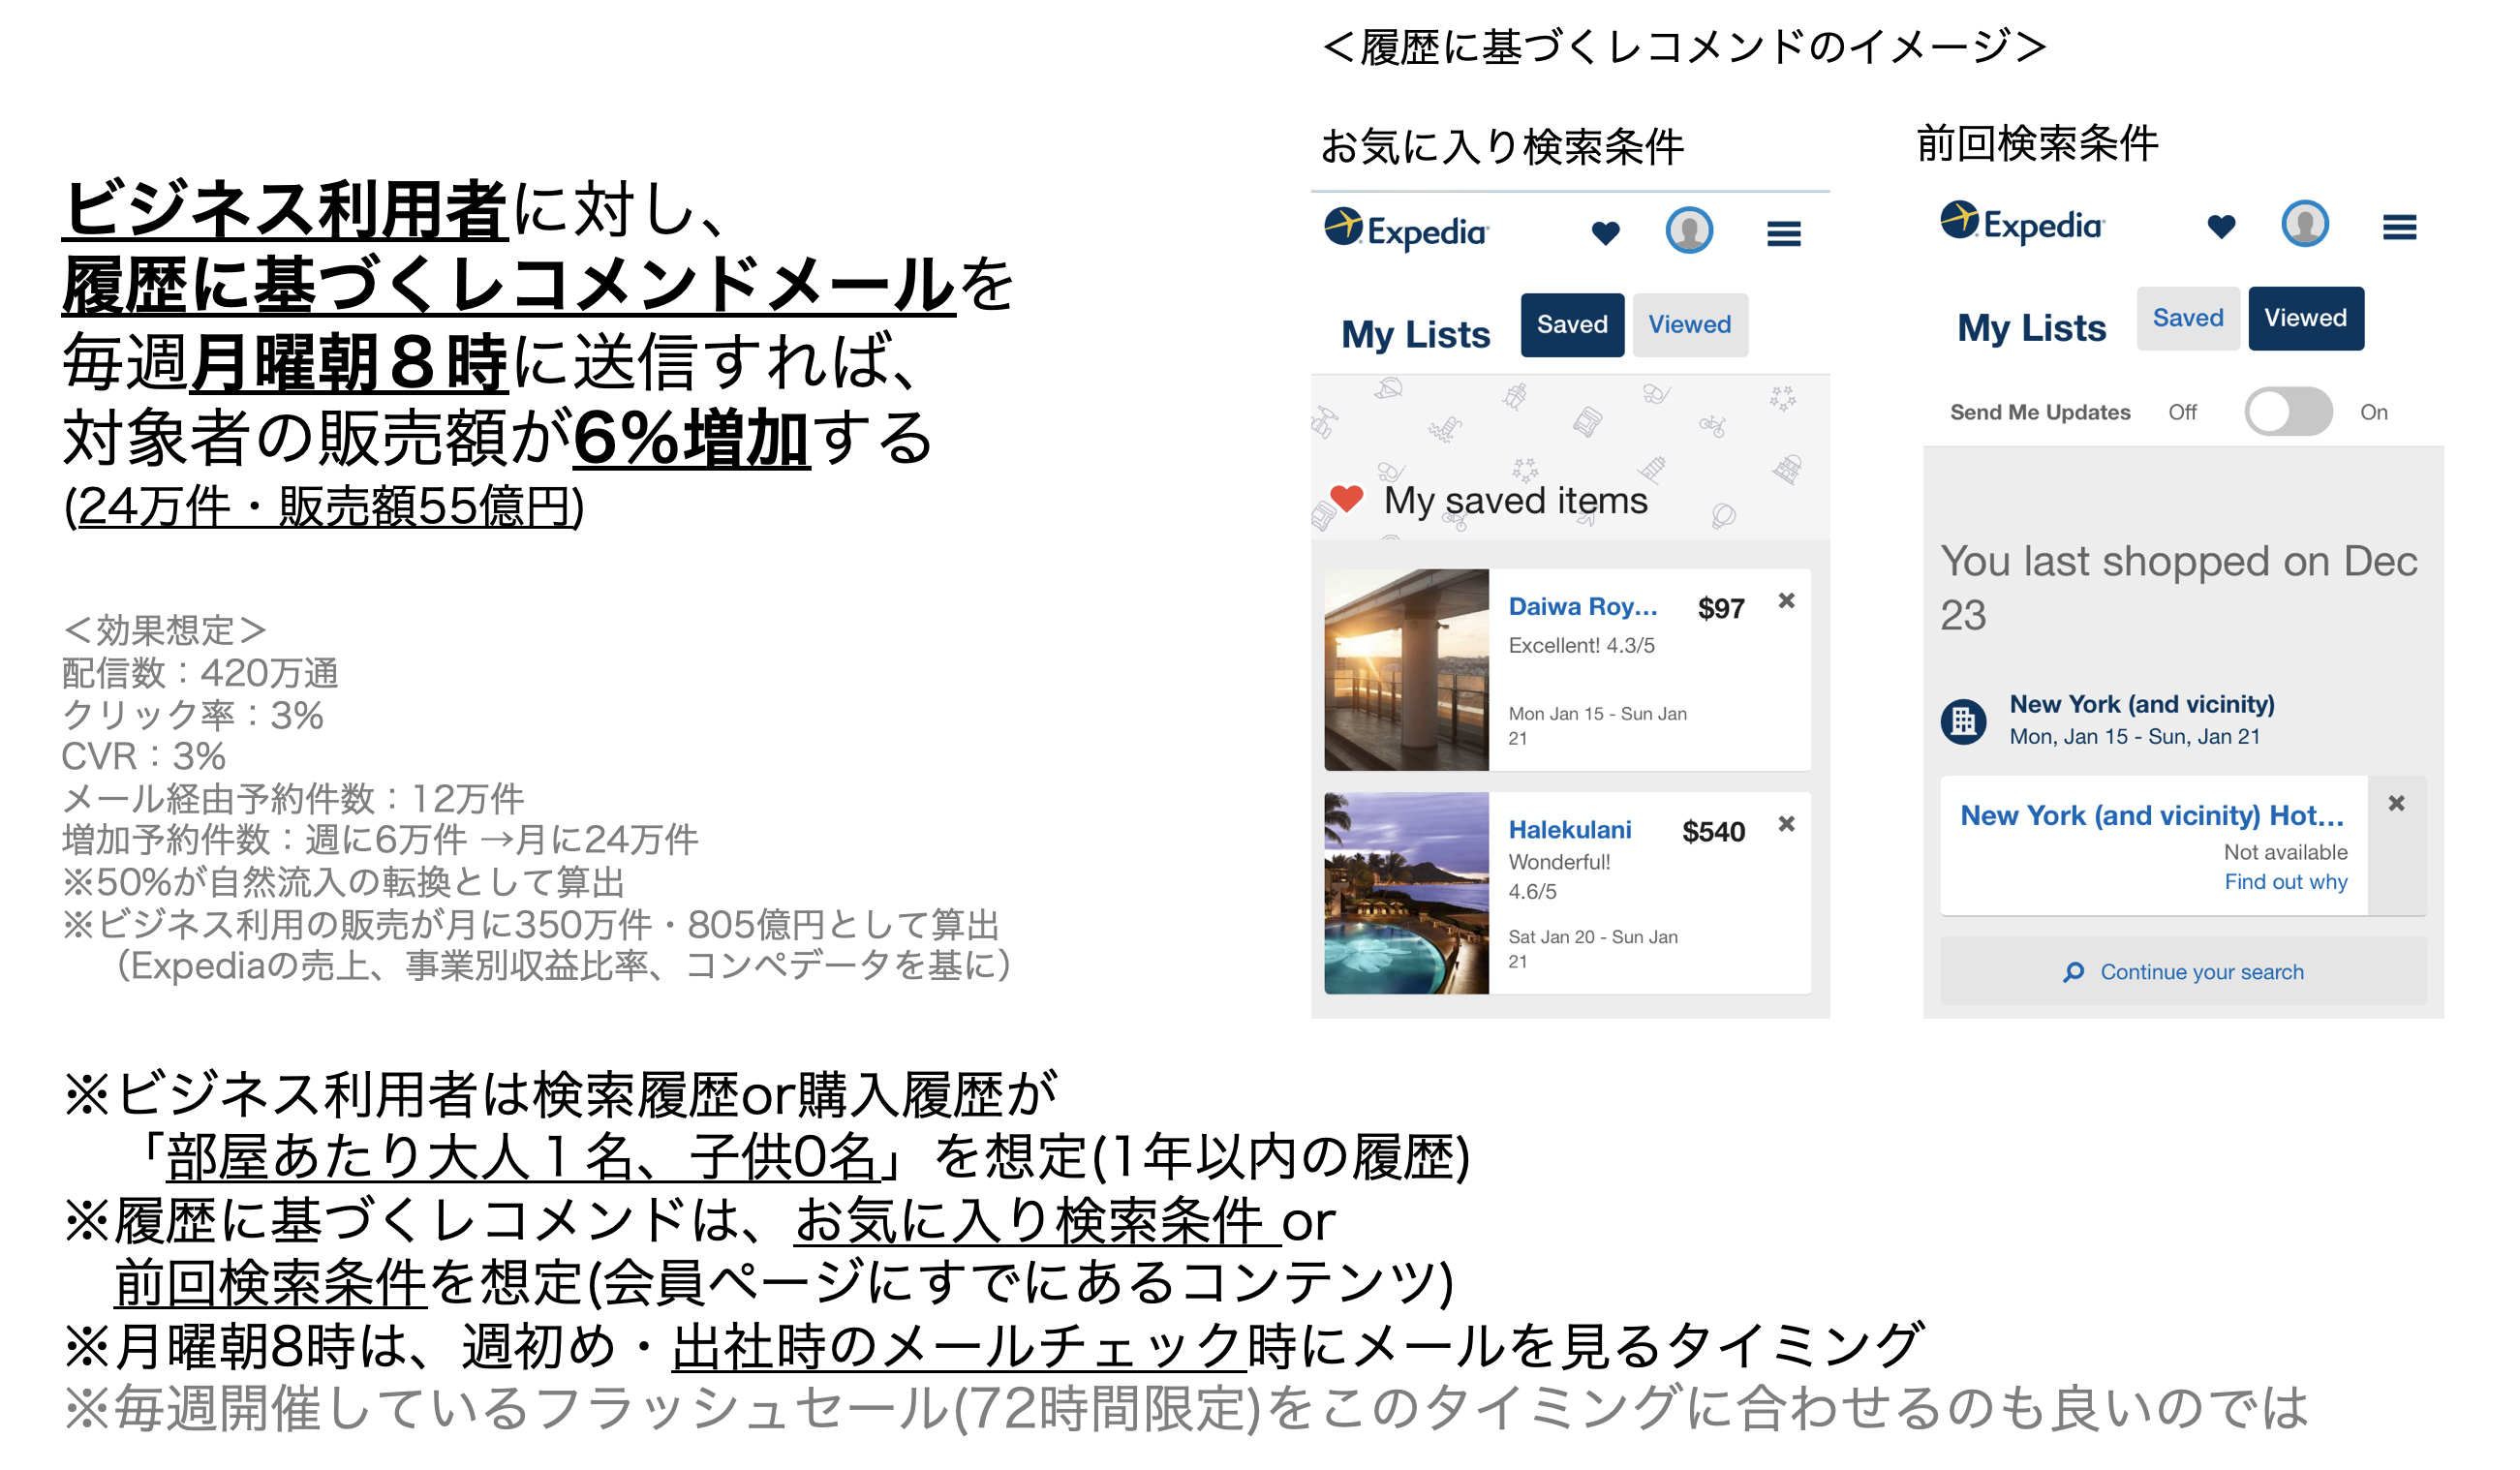 ＜履歴に基づくレコメンドのイメージ＞
ビジネス利用者に対し、
履歴に基づくレコメンドメールを
毎週月曜朝８時に送信すれば、
対象者の販売額が6%増加する
(24万件・販売額55億円)
＜効果想定＞
配信数：420万通
クリック率：3%
CVR：3%
メール経由予約件数：12万件
増加予約件数：週に6万件 →月に24万件
※50%が自然流入の転換として算出
※ビジネス利用の販売が月に350万件・805億円として算出
（Expediaの売上、事業別収益比率、コンペデータを基に）
お気に入り検索条件
Expedia
My Lists Saved Viewed
My saved items
Daiwa Roy... $97
Excellent! 4.3/5
Mon Jan 15 - Sun Jan
21
Halekulani $540
Wonderful!
4.6/5
Sat Jan 20 - Sun Jan
21
前回検索条件
Expedia
My Lists Saved Viewed
Send Me Updates Off On
You last shopped on Dec
23
New York (and vicinity)
Mon, Jan 15 - Sun, Jan 21
New York (and vicinity) Hot...
Not available
Find out why
Continue your search
※ビジネス利用者は検索履歴or購入履歴が
「部屋あたり大人１名、子供0名」を想定(1年以内の履歴)
※履歴に基づくレコメンドは、お気に入り検索条件 or
前回検索条件を想定(会員ページにすでにあるコンテンツ)
※月曜朝8時は、週初め・出社時のメールチェック時にメールを見るタイミング
※毎週開催しているフラッシュセール(72時間限定)をこのタイミングに合わせるのも良いのでは